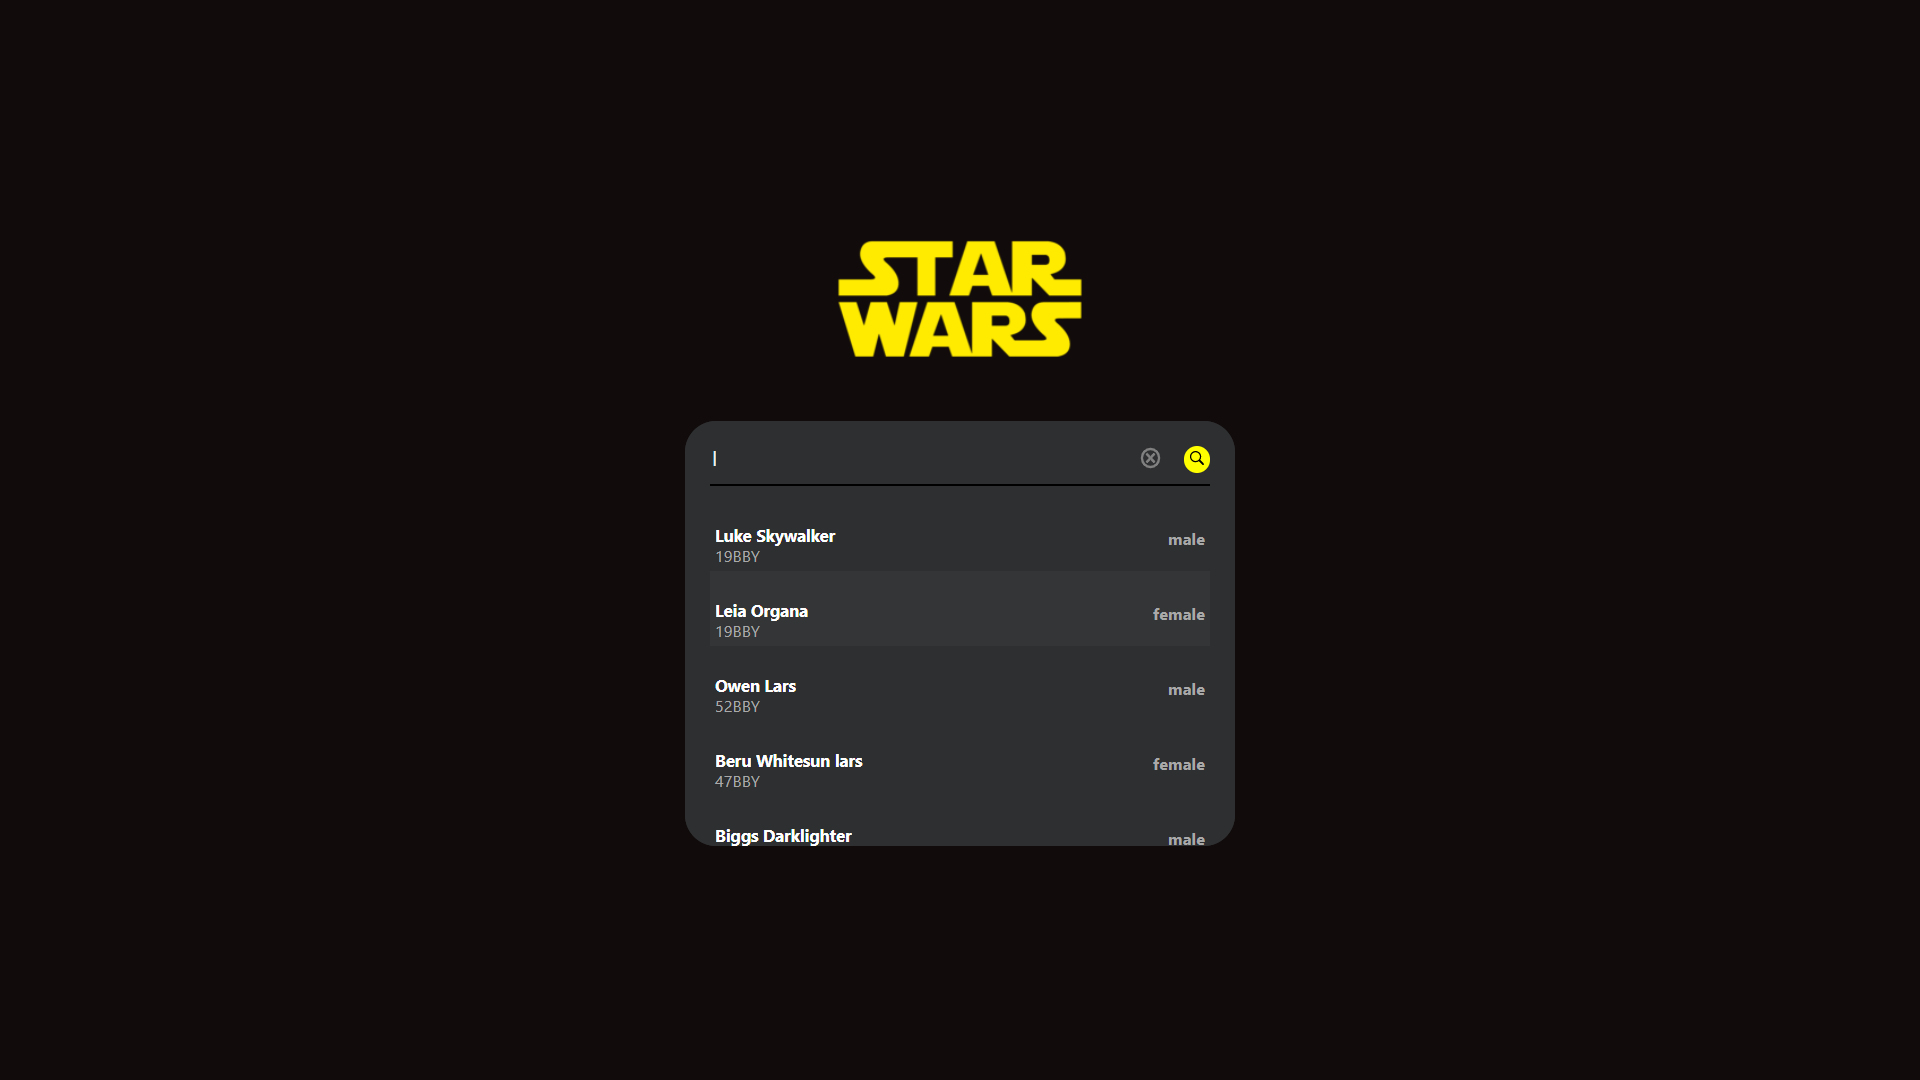 STAR
WARS
l
Luke Skywalker
male
19BBY
Leia Organa
female
19BBY
Owen Lars
male
52BBY
Beru Whitesun lars
female
47BBY
Biggs Darklighter
male